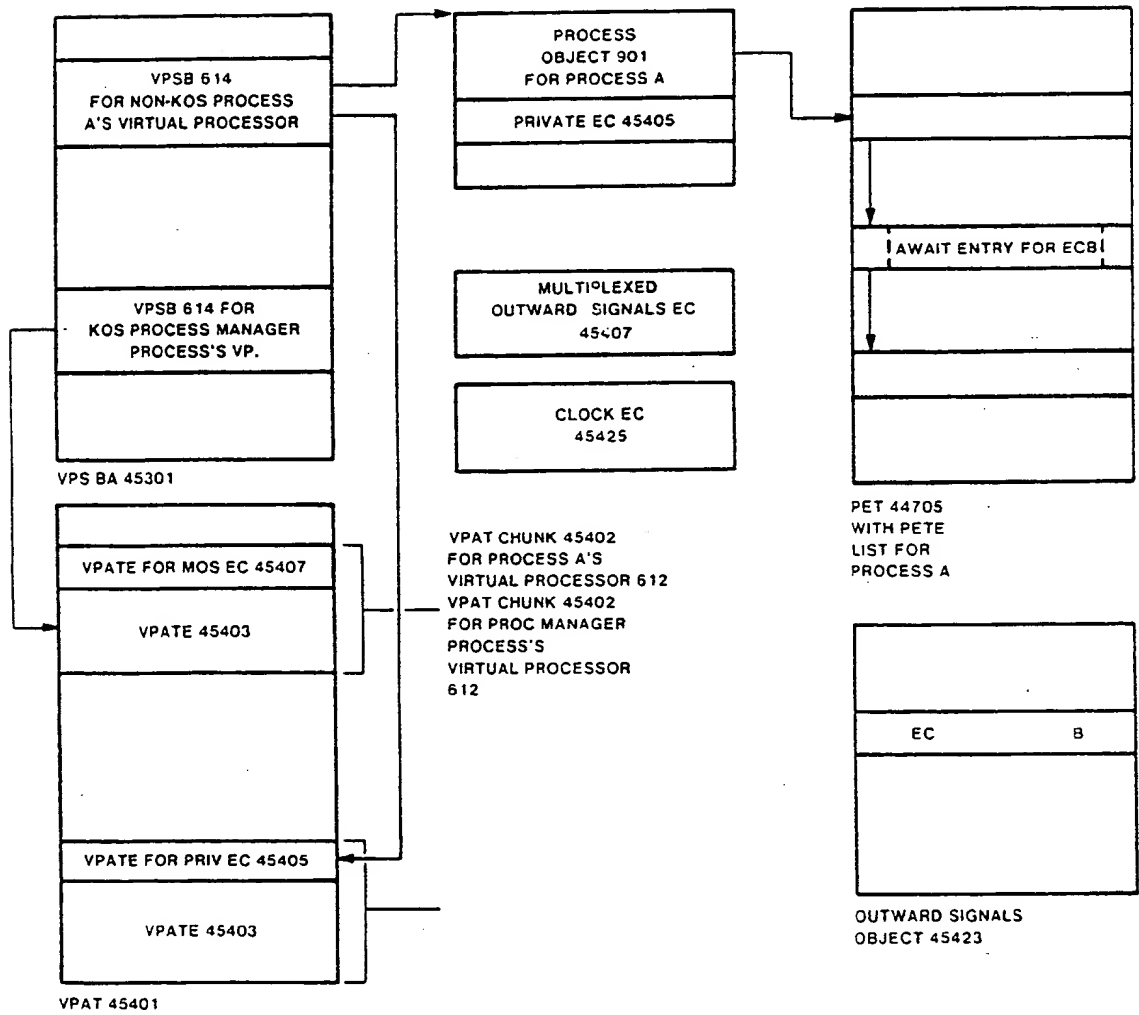 VPSB 614
FOR NON-KOS PROCESS
A'S VIRTUAL PROCESSOR
VPSB 614 FOR
KOS PROCESS MANAGER
PROCESS'S VP.
VPS BA 45301
PROCESS
OBJECT 901
FOR PROCESS A
PRIVATE EC 45405
MULTIPLEXED
OUTWARD SIGNALS EC
45407
CLOCK EC
45425
AWAIT ENTRY FOR ECB
PET 44705
WITH PETE
LIST FOR
PROCESS A
VPATE FOR MOS EC 45407
VPATE 45403
VPATE FOR PRIV EC 45405
VPATE 45403
VPAT 45401
VPAT CHUNK 45402
FOR PROCESS A'S
VIRTUAL PROCESSOR 612
VPAT CHUNK 45402
FOR PROC MANAGER
PROCESS'S
VIRTUAL PROCESSOR
612
EC B
OUTWARD SIGNALS
OBJECT 45423